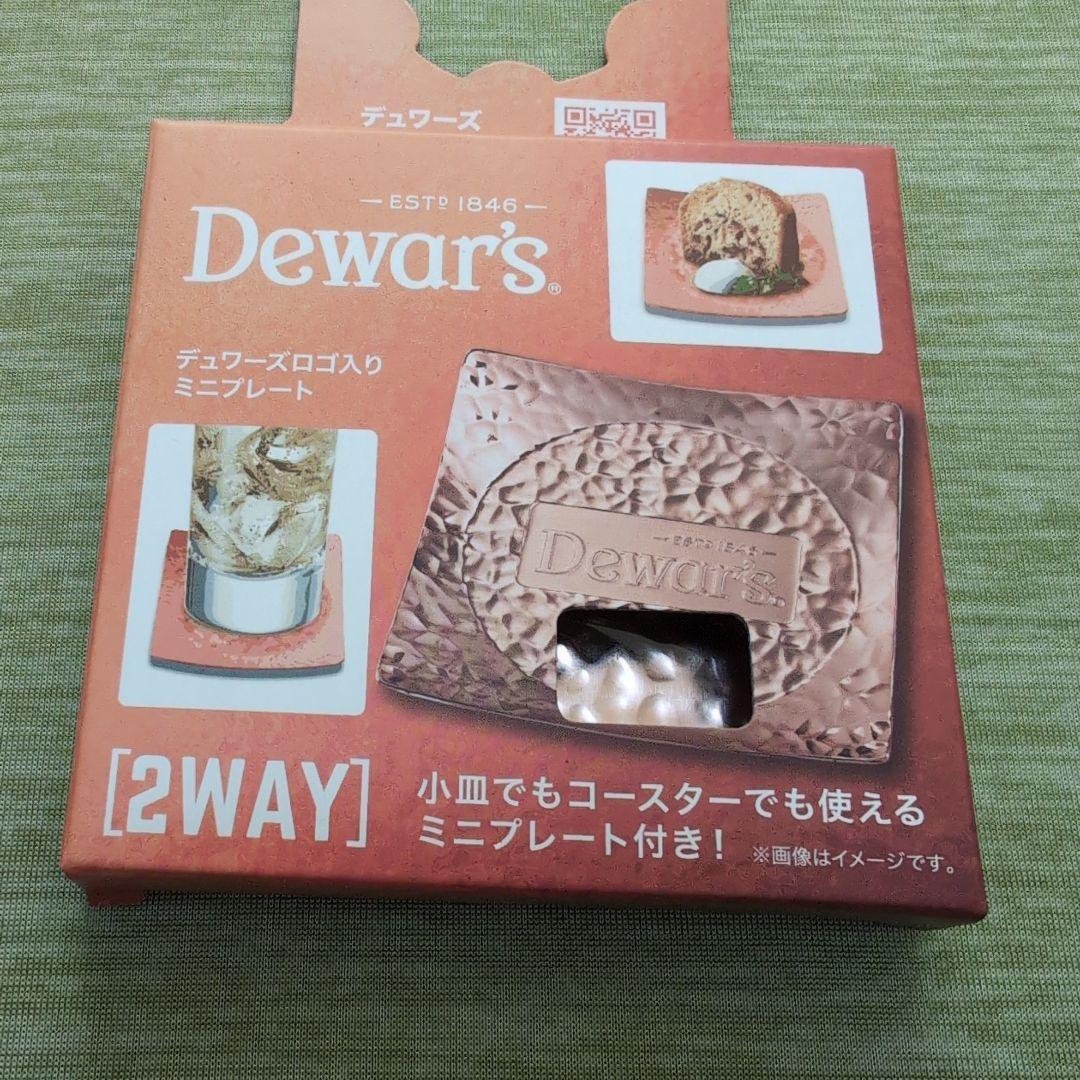 デュワーズ
ESTD 1846
Dewar's®
デュワーズロゴ入り
ミニプレート
ESTD 1846
Dewar's®
[2WAY]
小皿でもコースターでも使える
ミニプレート付き!
※画像はイメージです。